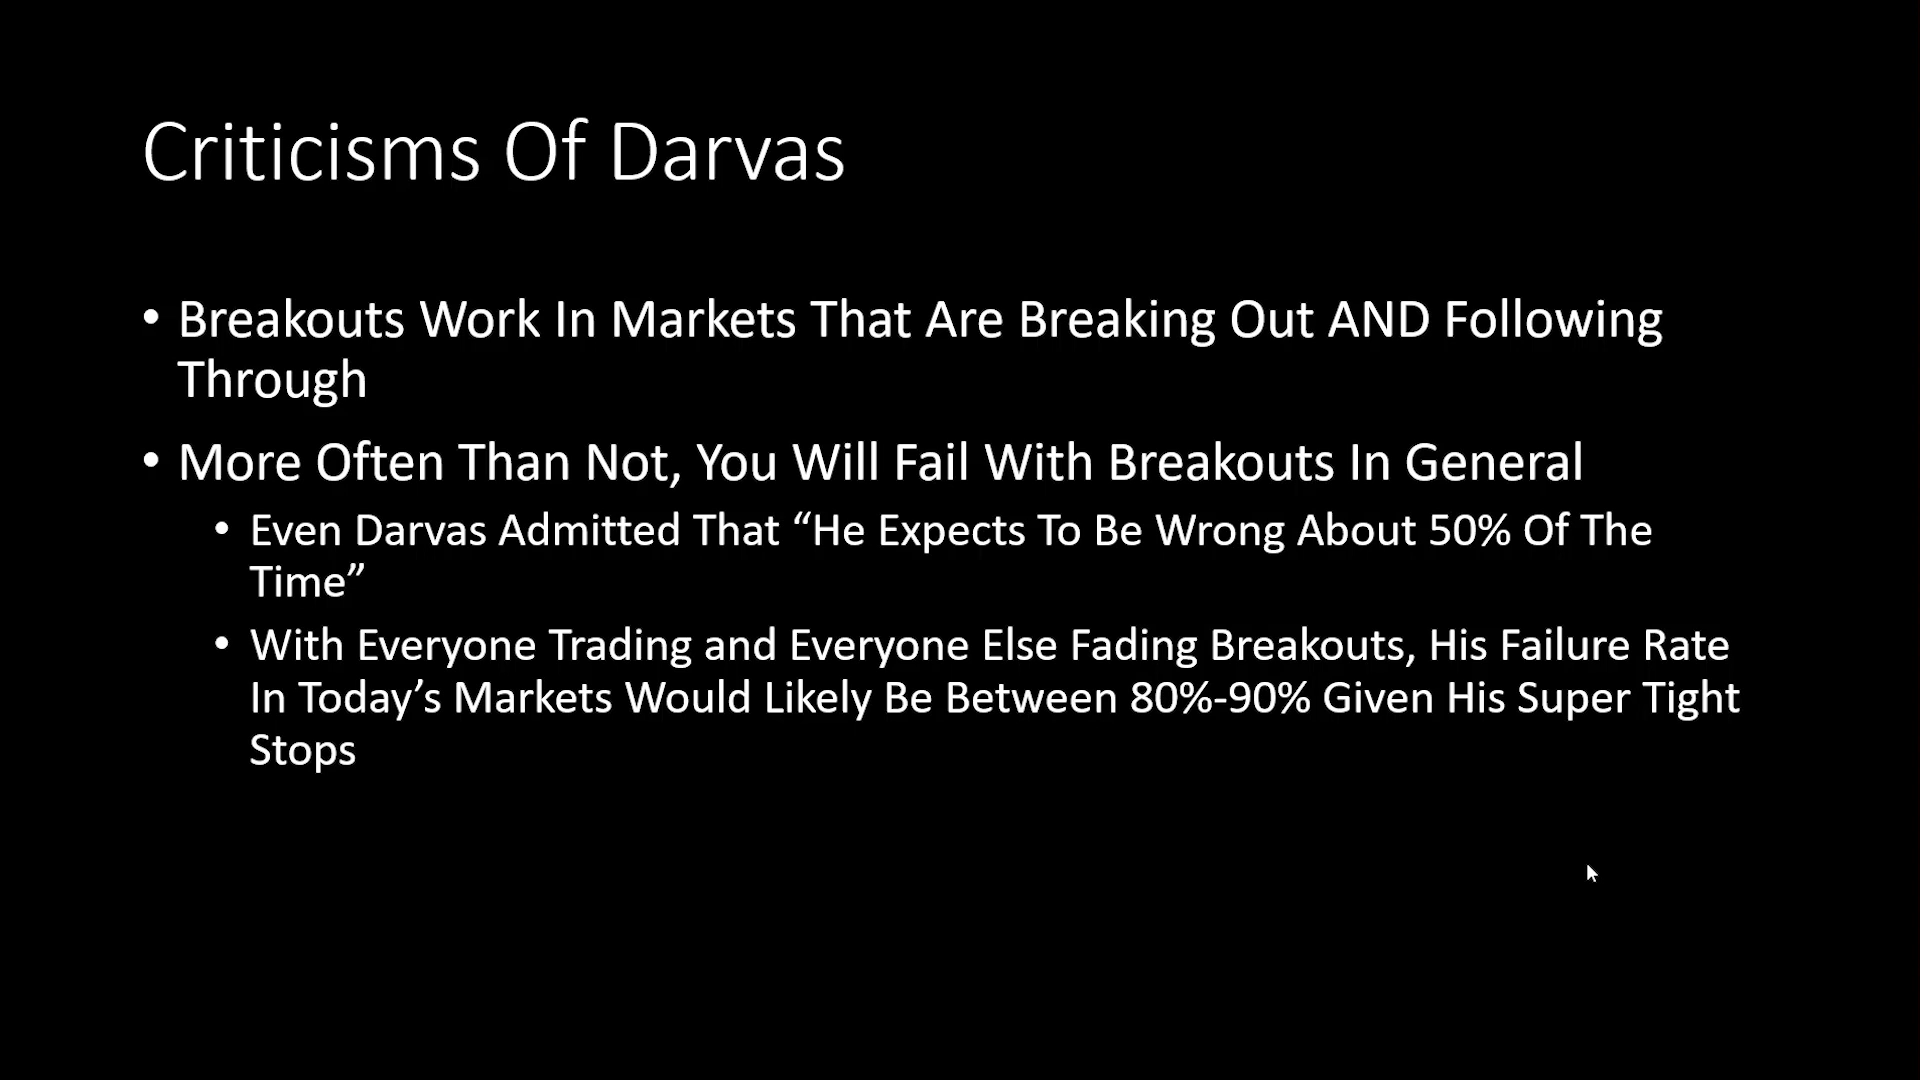 Criticisms Of Darvas
• Breakouts Work In Markets That Are Breaking Out AND Following
Through
• More Often Than Not, You Will Fail With Breakouts In General
• Even Darvas Admitted That “He Expects To Be Wrong About 50% Of The
Time”
• With Everyone Trading and Everyone Else Fading Breakouts, His Failure Rate
In Today’s Markets Would Likely Be Between 80%-90% Given His Super Tight
Stops